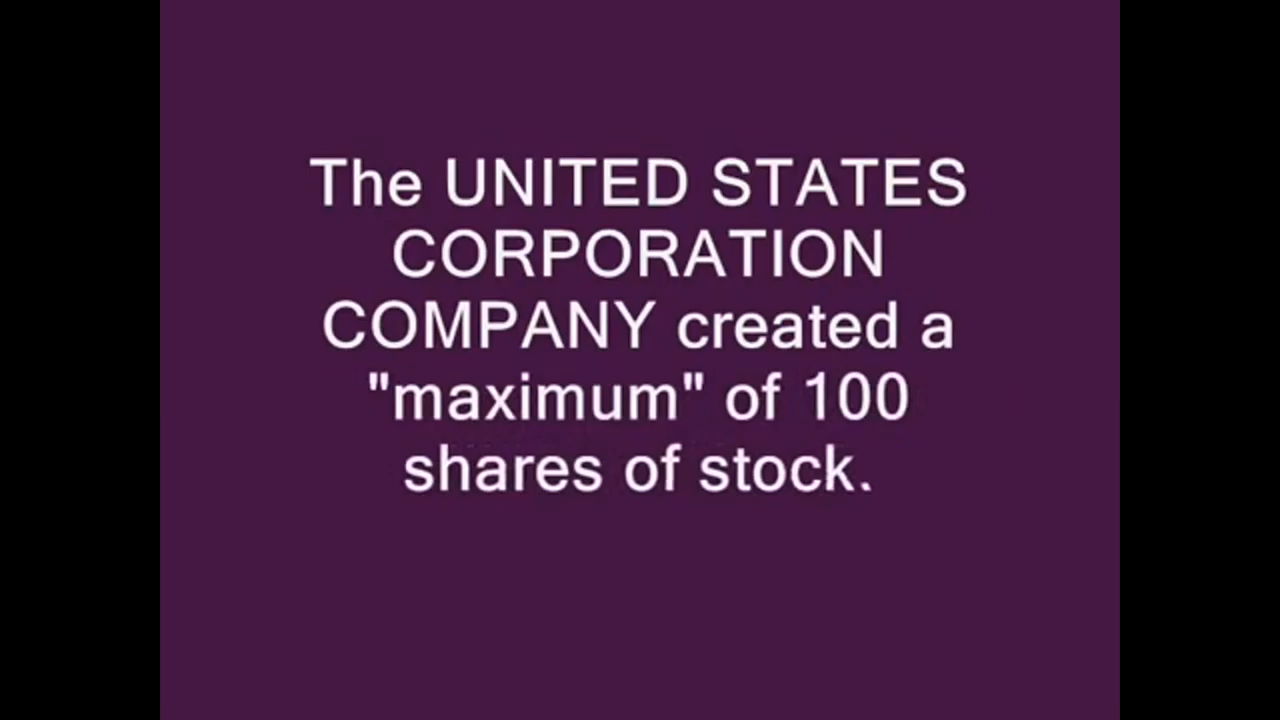 The UNITED STATES
CORPORATION
COMPANY created a
"maximum" of 100
shares of stock.